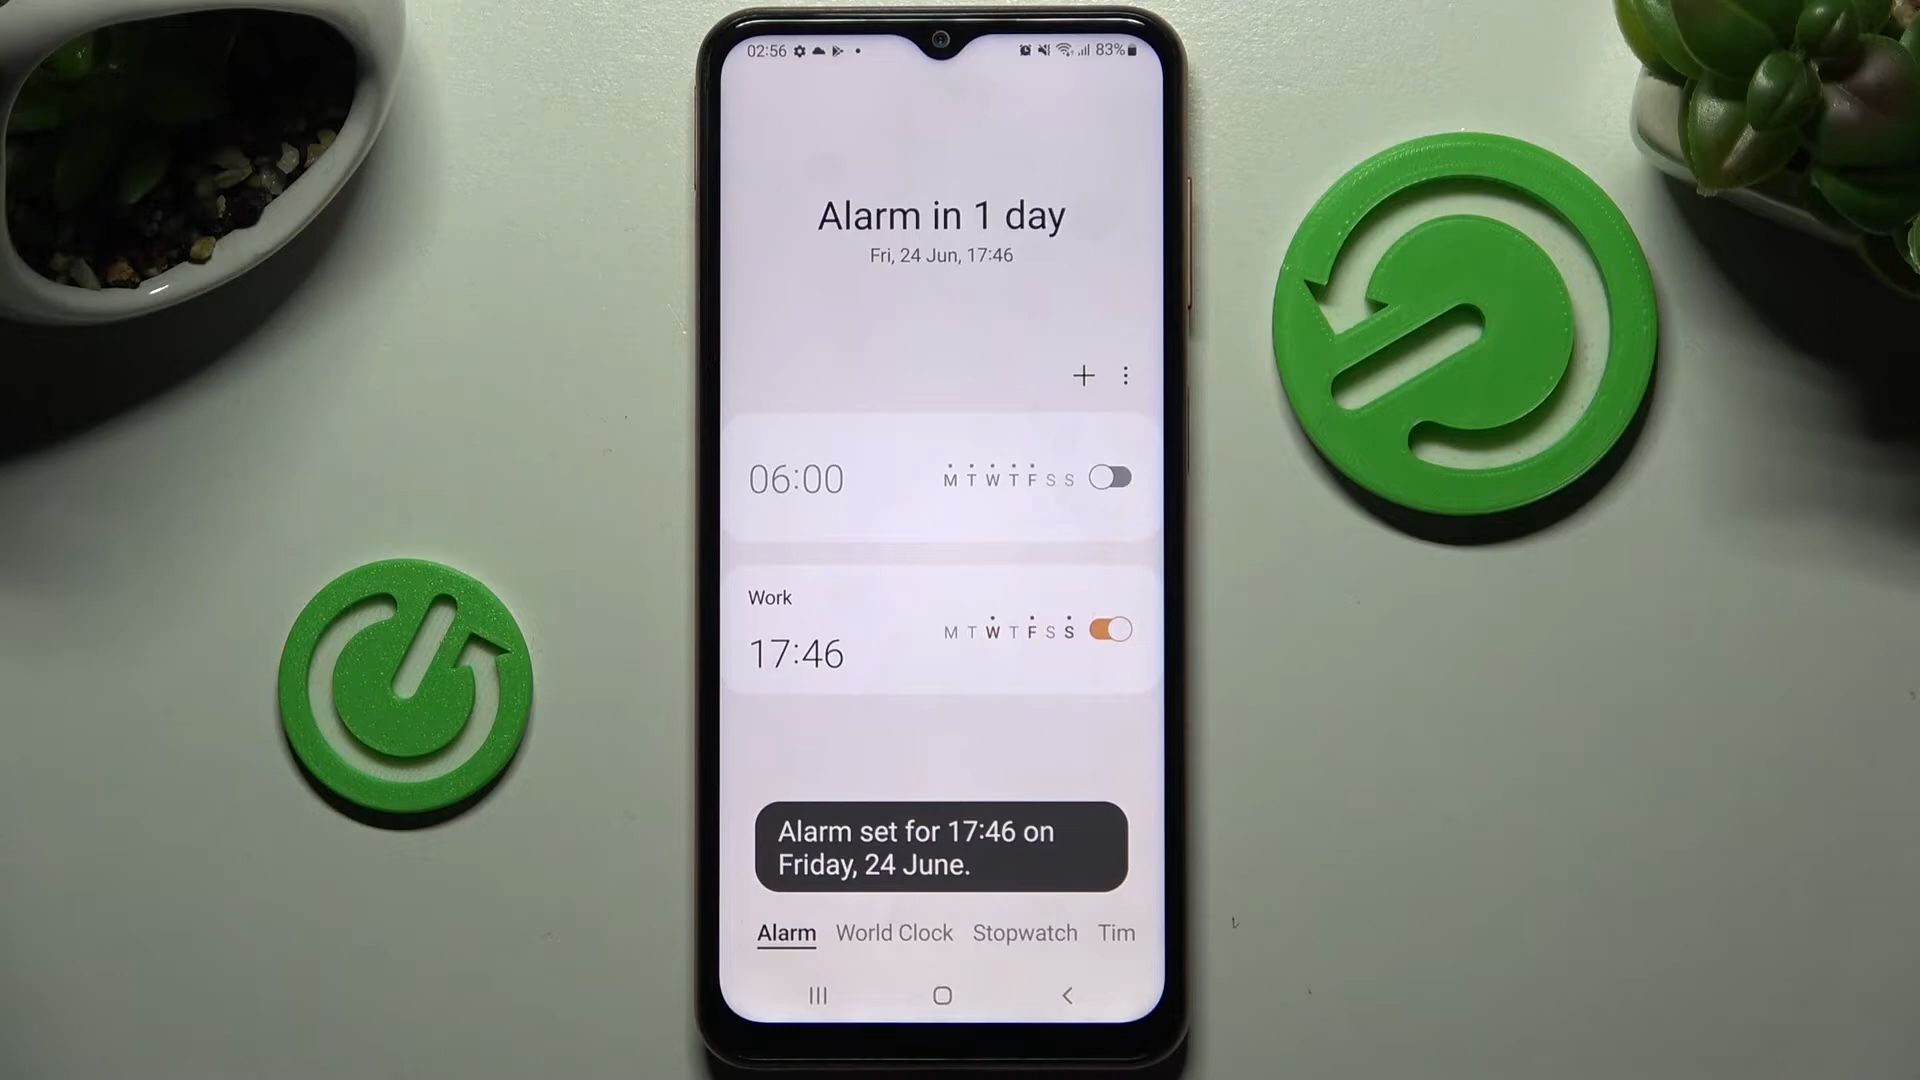 02:56 83%
Alarm in 1 day
Fri, 24 Jun, 17:46
06:00 M T W T F S S
Work
17:46 M T W T F S S
Alarm set for 17:46 on
Friday, 24 June.
Alarm World Clock Stopwatch Tim